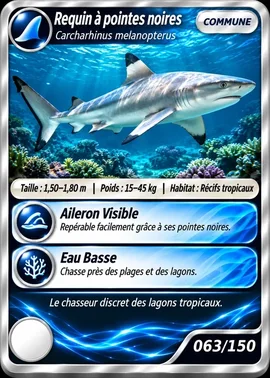 Requin à pointes noires
COMMUNE
Carcharhinus melanopterus
Taille : 1,50–1,80 m | Poids : 15–45 kg | Habitat : Récifs tropicaux
Aileron Visible
Repérable facilement grâce à ses pointes noires.
Eau Basse
Chasse près des plages et des lagons.
Le chasseur discret des lagons tropicaux.
063/150